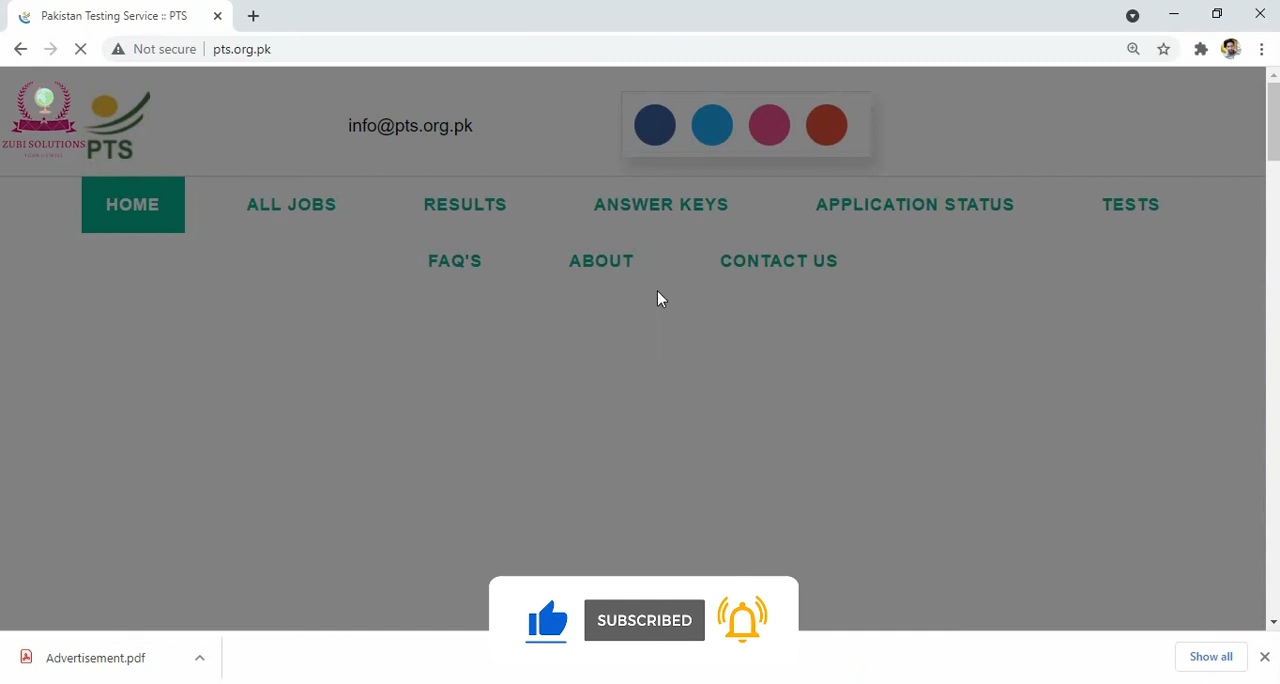 Pakistan Testing Service :: PTS
Not secure
pts.org.pk
ZUBI SOLUTIONS
PTS
info@pts.org.pk
HOME
ALL JOBS
RESULTS
ANSWER KEYS
APPLICATION STATUS
TESTS
FAQ'S
ABOUT
CONTACT US
SUBSCRIBED
Advertisement.pdf
Show all